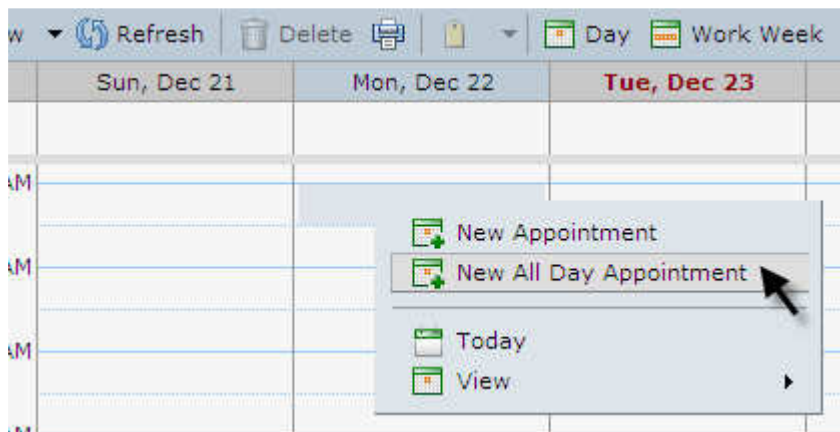 w Refresh Delete Day Work Week
Sun, Dec 21 Mon, Dec 22 Tue, Dec 23
AM
New Appointment
AM
New All Day Appointment
Today
AM
View
AM